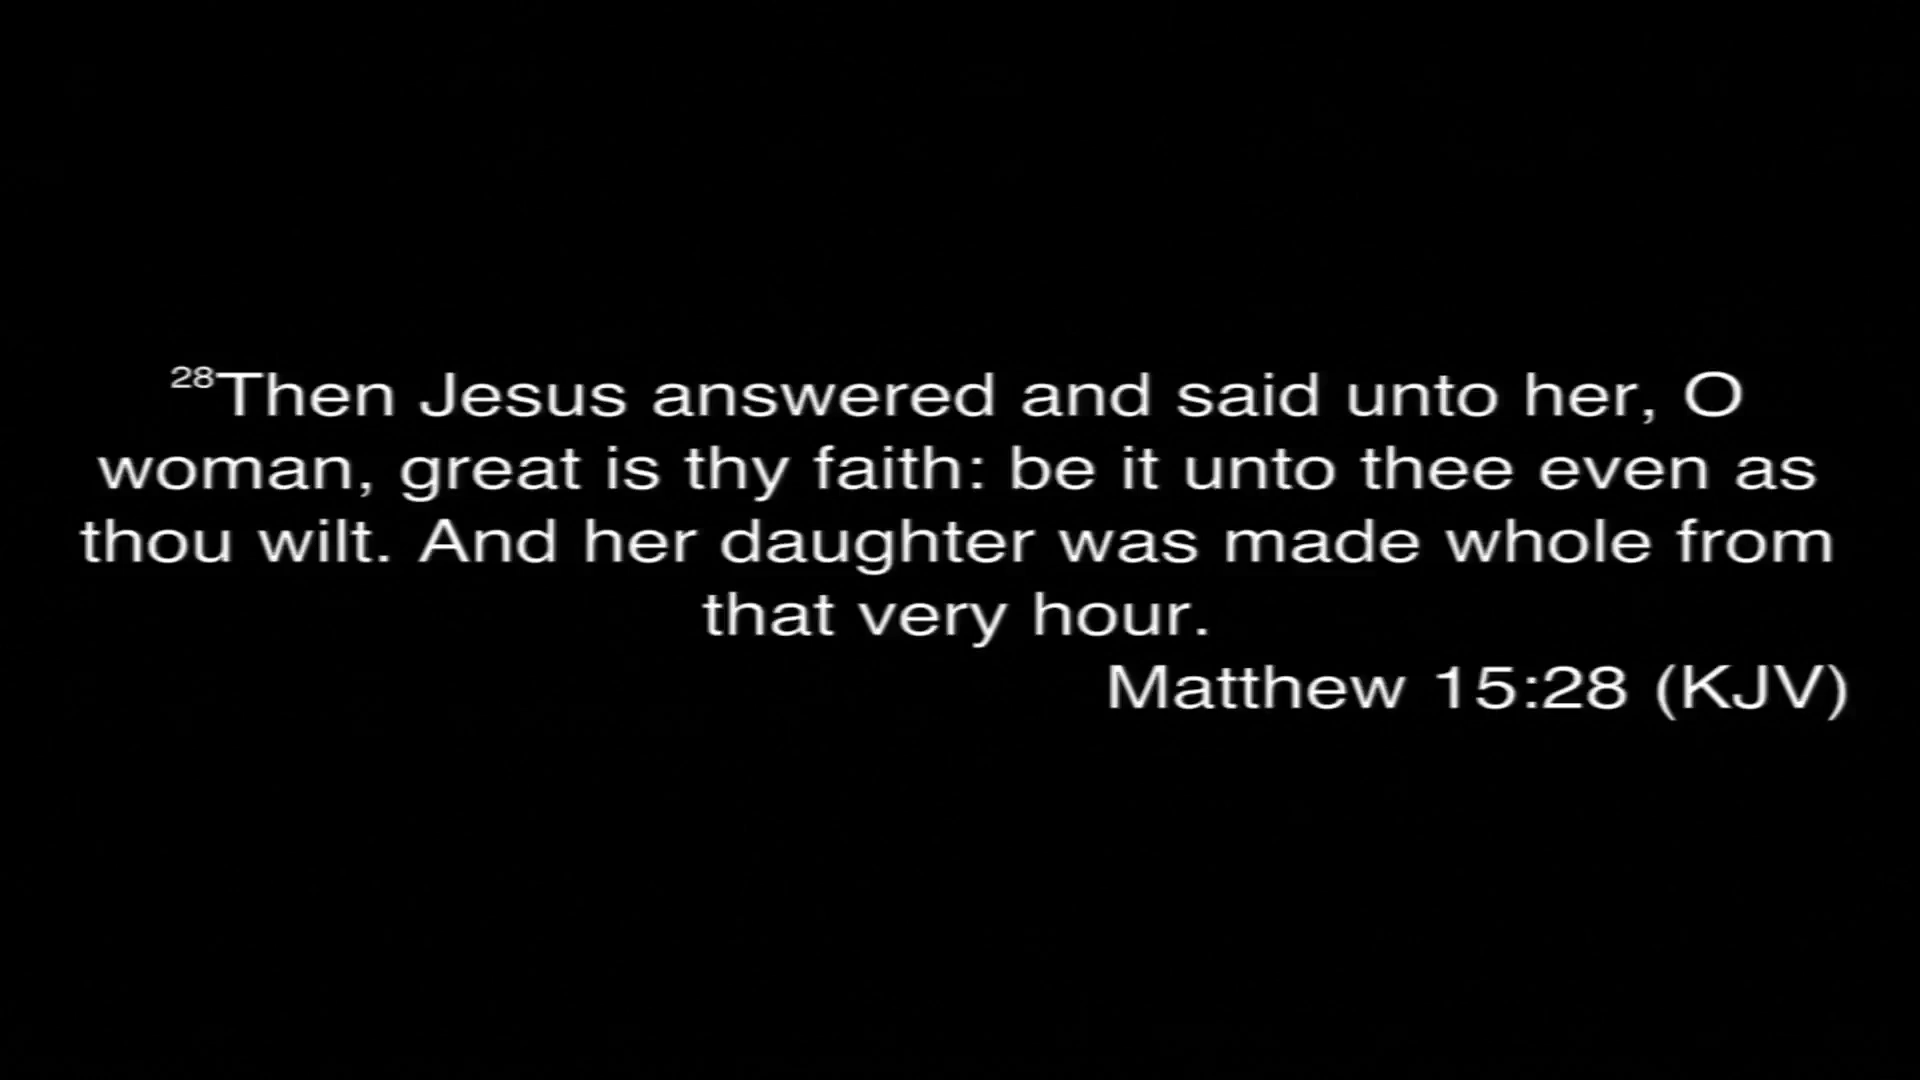 28Then Jesus answered and said unto her, O
woman, great is thy faith: be it unto thee even as
thou wilt. And her daughter was made whole from
that very hour.
Matthew 15:28 (KJV)